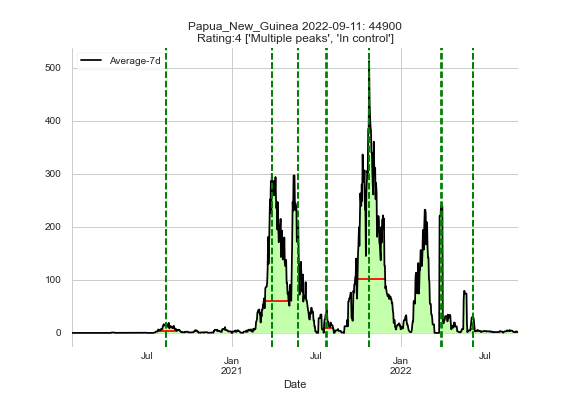 Papua_New_Guinea 2022-09-11: 44900
Rating:4 ['Multiple peaks', 'In control']
Average-7d
500
400
300
200
100
0
Jul
Jan
2021
Jul
Jan
2022
Jul
Date